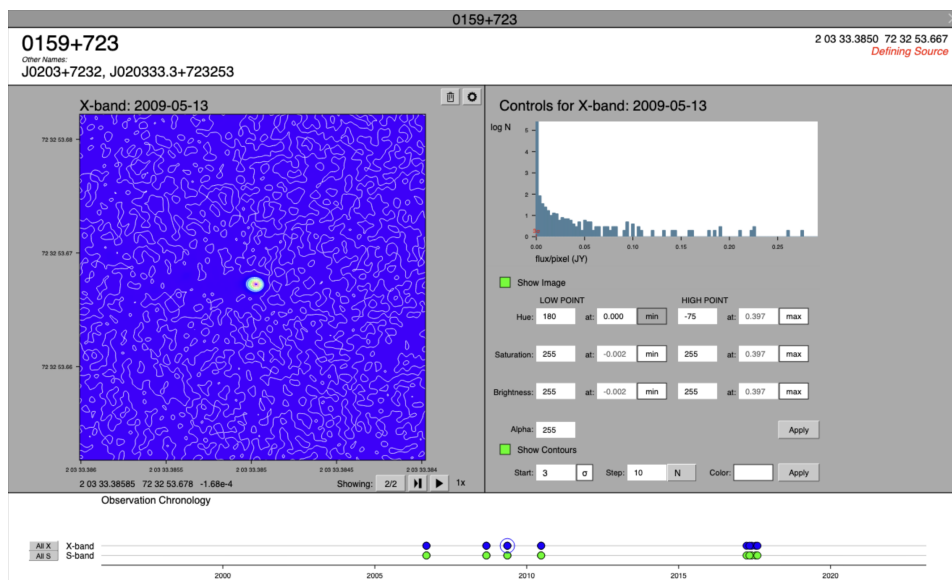 0159+723
0159+723
Other Names:
J0203+7232, J020333.3+723253
2 03 33.3850 72 32 53.667
Defining Source
X-band: 2009-05-13
72 32 53.68
72 32 53.67
72 32 53.66
2 03 33.386
2 03 33.3855
2 03 33.385
2 03 33.3845
2 03 33.384
2 03 33.38585 72 32 53.678 -1.68e-4
Showing: 2/2 1x
Controls for X-band: 2009-05-13
log N
5
4
3
2
1
0
3σ
0.00 0.05 0.10 0.15 0.20 0.25
flux/pixel (JY)
Show Image
LOW POINT HIGH POINT
Hue: 180 at: 0.000 min -75 at: 0.397 max
Saturation: 255 at: -0.002 min 255 at: 0.397 max
Brightness: 255 at: -0.002 min 255 at: 0.397 max
Alpha: 255 Apply
Show Contours
Start: 3 σ Step: 10 N Color: Apply
Observation Chronology
All X X-band
All S S-band
2000 2005 2010 2015 2020